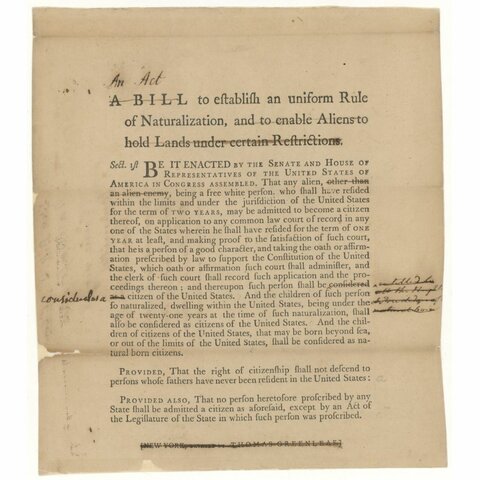 An Act
A BILL to eſtabliſh an uniform Rule
of Naturalization, and to enable Aliens to
hold Lands under certain Reſtrictions.
Sect. 1ſt BE IT ENACTED BY THE SENATE AND HOUSE OF
REPRESENTATIVES OF THE UNITED STATES OF
AMERICA IN CONGRESS ASSEMBLED. That any alien, other than
an alien enemy, being a free white perſon. who ſhall have reſided
within the limits and under the juriſdiction of the United States
for the term of TWO YEARS, may be admitted to become a citizen
thereof, on application to any common law court of record in any
one of the States wherein he ſhall have reſided for the term of ONE
YEAR at leaſt, and making proof to the ſatisfaction of ſuch court,
that he is a perſon of a good character, and taking the oath or affir-
mation preſcribed by law to ſupport the Conſtitution of the United
States, which oath or affirmation ſuch court ſhall adminiſter, and
the clerk of ſuch court ſhall record ſuch application and the pro-
ceedings thereon; and thereupon ſuch perſon ſhall be conſidered
considered as a
as a citizen of the United States. And the children of ſuch perſon
ſo naturalized, dwelling within the United States, being under the
age of twenty-one years at the time of ſuch naturalization, ſhall
alſo be conſidered as citizens of the United States. And the chil-
dren of citizens of the United States, that may be born beyond ſea,
or out of the limits of the United States, ſhall be conſidered as na-
tural born citizens.
PROVIDED, That the right of citizenſhip ſhall not deſcend to
perſons whoſe fathers have never been reſident in the United States:
PROVIDED ALSO, That no perſon heretofore proſcribed by any
State ſhall be admitted a citizen as aforeſaid, except by an Act of
the Legiſlature of the State in which ſuch perſon was proſcribed.
[NEW-YORK, THOMAS GREENLEAF]